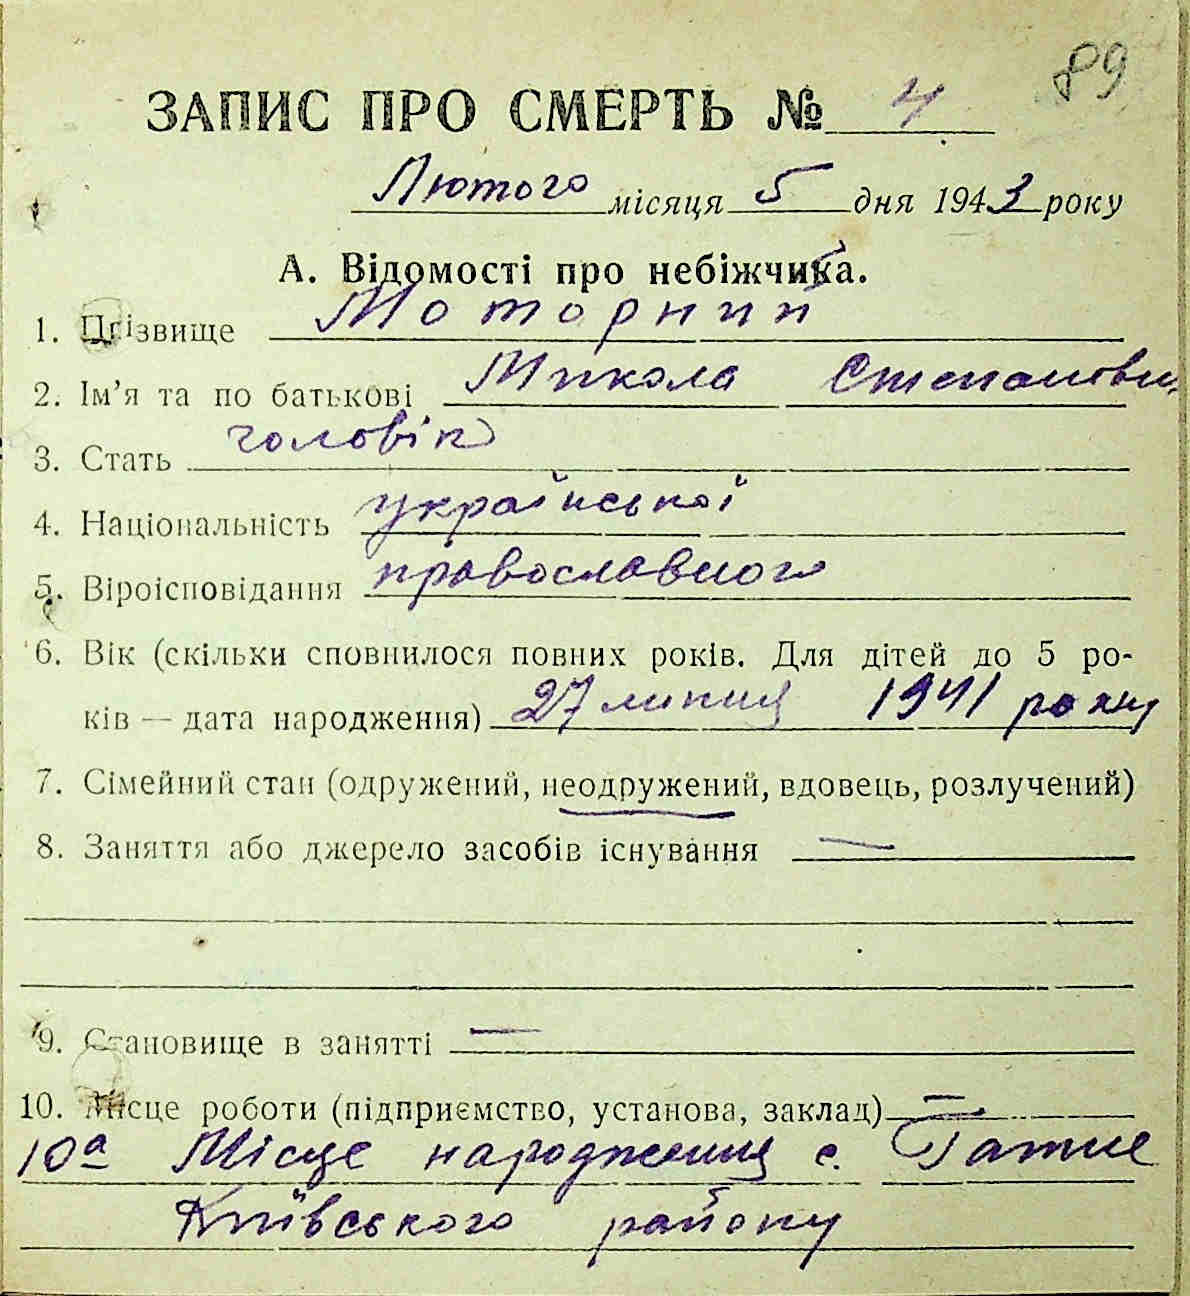 89
ЗАПИС ПРО СМЕРТЬ № 4
Лютого місяця 5 дня 1943 року
А. Відомості про небіжчика.
1. Прізвище Моторний
2. Ім’я та по батькові Микола Степанович
3. Стать чоловік
4. Національність української
5. Віроісповідання православного
6. Вік (скільки сповнилося повних років. Для дітей до 5 ро-
ків — дата народження) 27 липня 1941 року
7. Сімейний стан (одружений, неодружений, вдовець, розлучений)
8. Заняття або джерело засобів існування —
9. Становище в занятті —
10. Місце роботи (підприємство, установа, заклад) —
10а Місце народження с. Гатне
Київського району